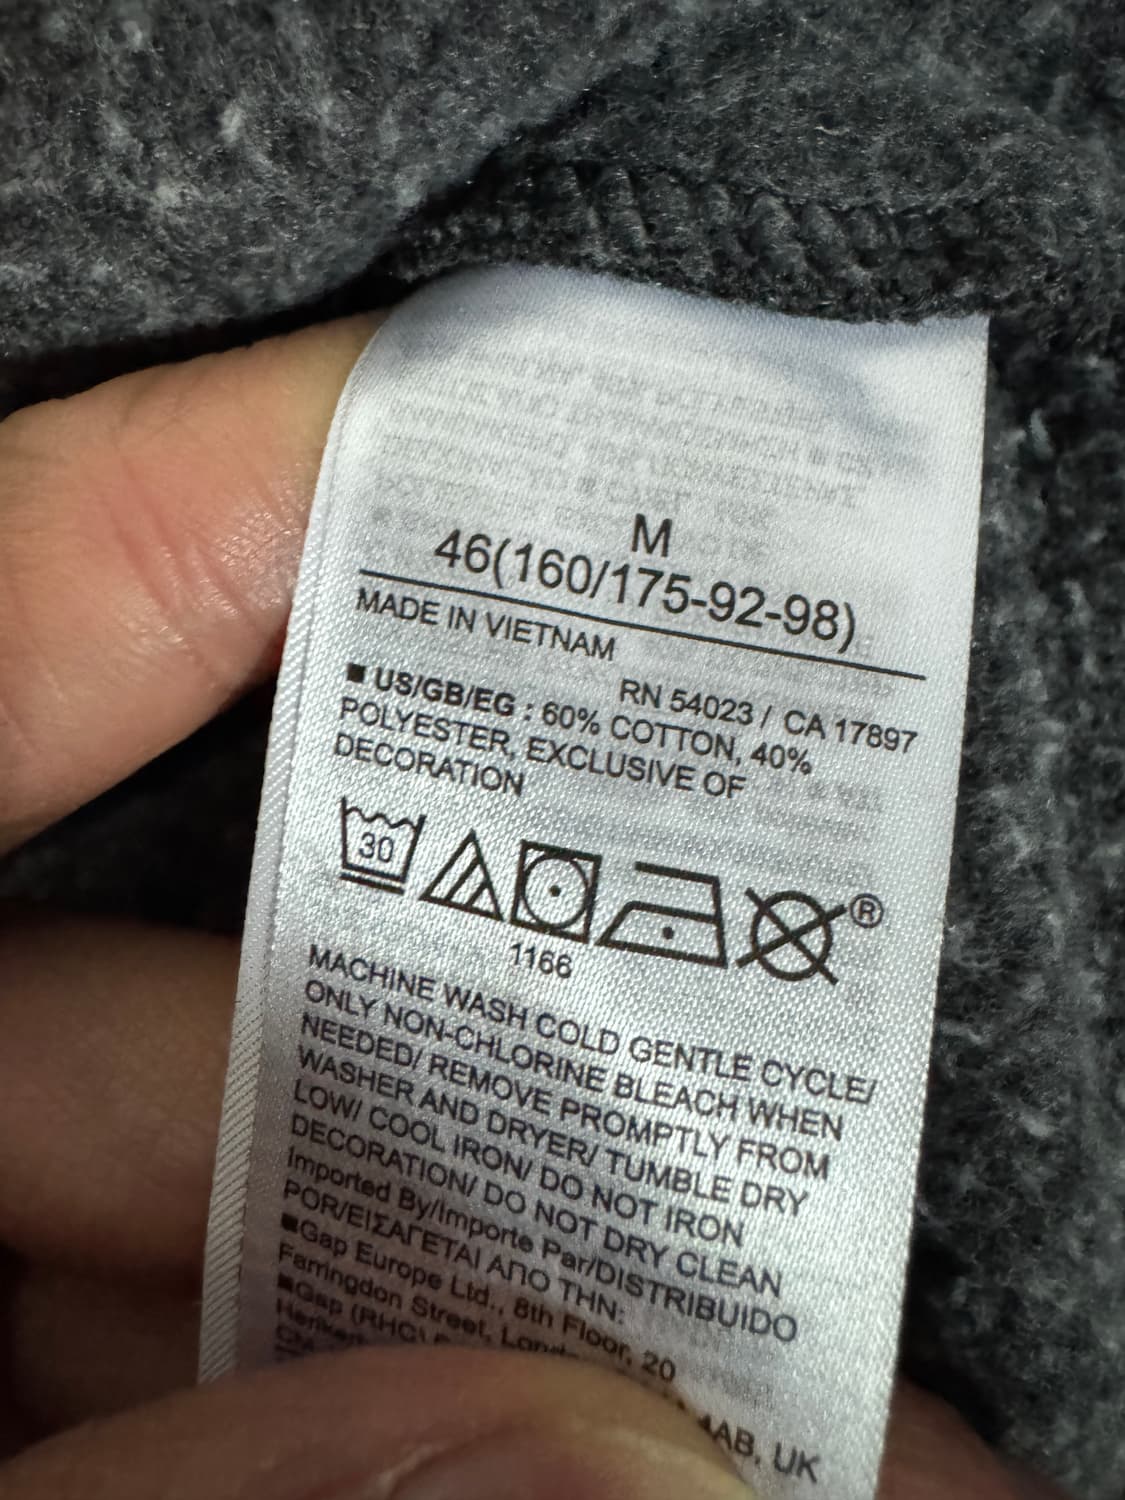 M
46(160/175-92-98)
MADE IN VIETNAM
RN 54023 / CA 17897
■ US/GB/EG : 60% COTTON, 40%
POLYESTER, EXCLUSIVE OF
DECORATION
30
®
1166
MACHINE WASH COLD GENTLE CYCLE/
ONLY NON-CHLORINE BLEACH WHEN
NEEDED/ REMOVE PROMPTLY FROM
WASHER AND DRYER/ TUMBLE DRY
LOW/ COOL IRON/ DO NOT IRON
DECORATION/ DO NOT DRY CLEAN
Imported By/Importe Par/DISTRIBUIDO
POR/ΕΙΣΑΓΕΤΑΙ ΑΠΟ ΤΗΝ:
■Gap Europe Ltd., 8th Floor, 20
Farringdon Street,
■Gap
UK